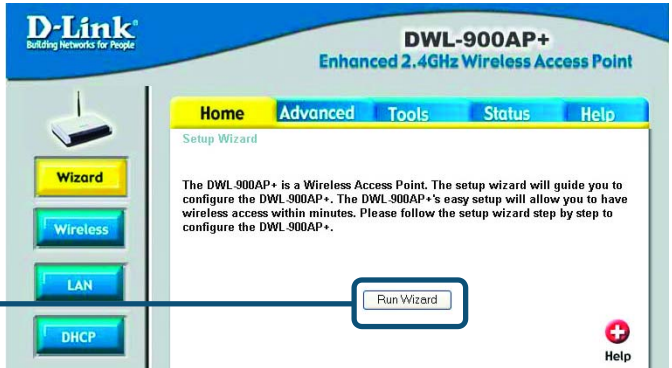 D-Link
Building Networks for People
DWL-900AP+
Enhanced 2.4GHz Wireless Access Point
Home Advanced Tools Status Help
Setup Wizard
Wizard
Wireless
LAN
DHCP
The DWL-900AP+ is a Wireless Access Point. The setup wizard will guide you to
configure the DWL-900AP+. The DWL-900AP+'s easy setup will allow you to have
wireless access within minutes. Please follow the setup wizard step by step to
configure the DWL-900AP+.
Run Wizard
Help